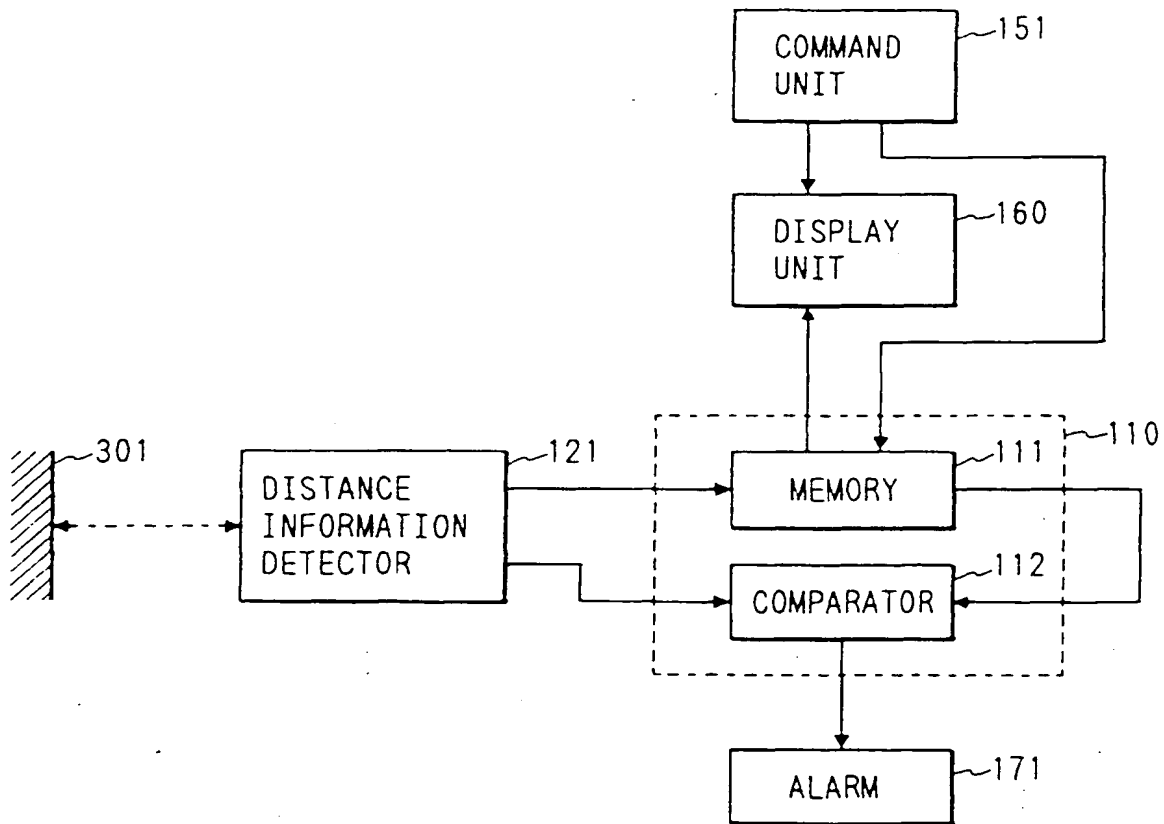 COMMAND
UNIT
151
DISPLAY
UNIT
160
110
301
121
DISTANCE
INFORMATION
DETECTOR
111
MEMORY
112
COMPARATOR
171
ALARM